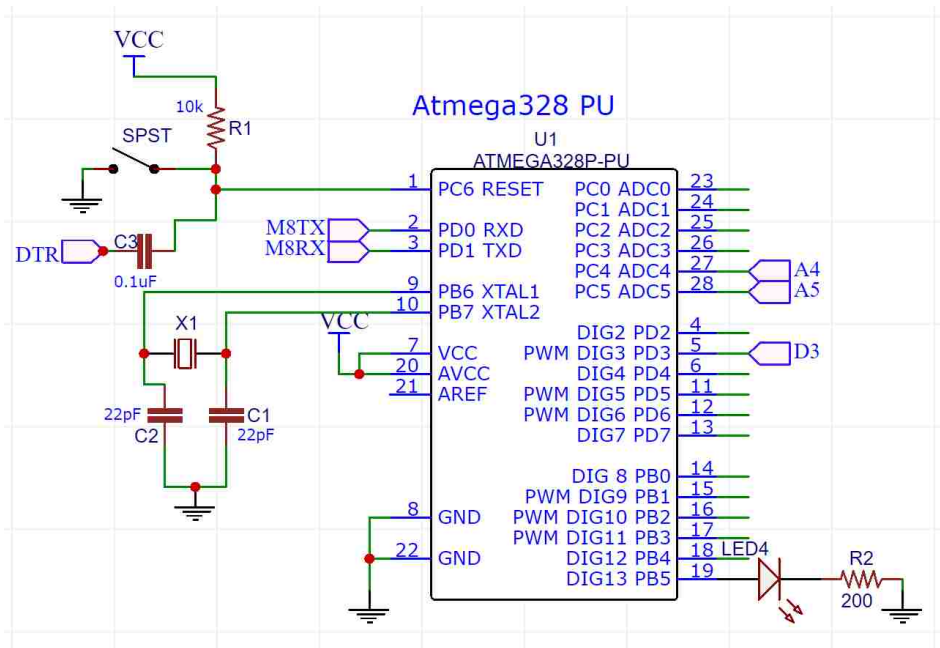 VCC
10k
R1
SPST
DTR
C3
0.1uF
X1
22pF
C2
C1
22pF
VCC
M8TX
M8RX
Atmega328 PU
U1
ATMEGA328P-PU
1 PC6 RESET
2 PD0 RXD
3 PD1 TXD
9 PB6 XTAL1
10 PB7 XTAL2
7 VCC
20 AVCC
21 AREF
8 GND
22 GND
PC0 ADC0 23
PC1 ADC1 24
PC2 ADC2 25
PC3 ADC3 26
PC4 ADC4 27 A4
PC5 ADC5 28 A5
DIG2 PD2 4
PWM DIG3 PD3 5 D3
DIG4 PD4 6
PWM DIG5 PD5 11
PWM DIG6 PD6 12
DIG7 PD7 13
DIG 8 PB0 14
PWM DIG9 PB1 15
PWM DIG10 PB2 16
PWM DIG11 PB3 17
DIG12 PB4 18
DIG13 PB5 19
LED4
R2
200